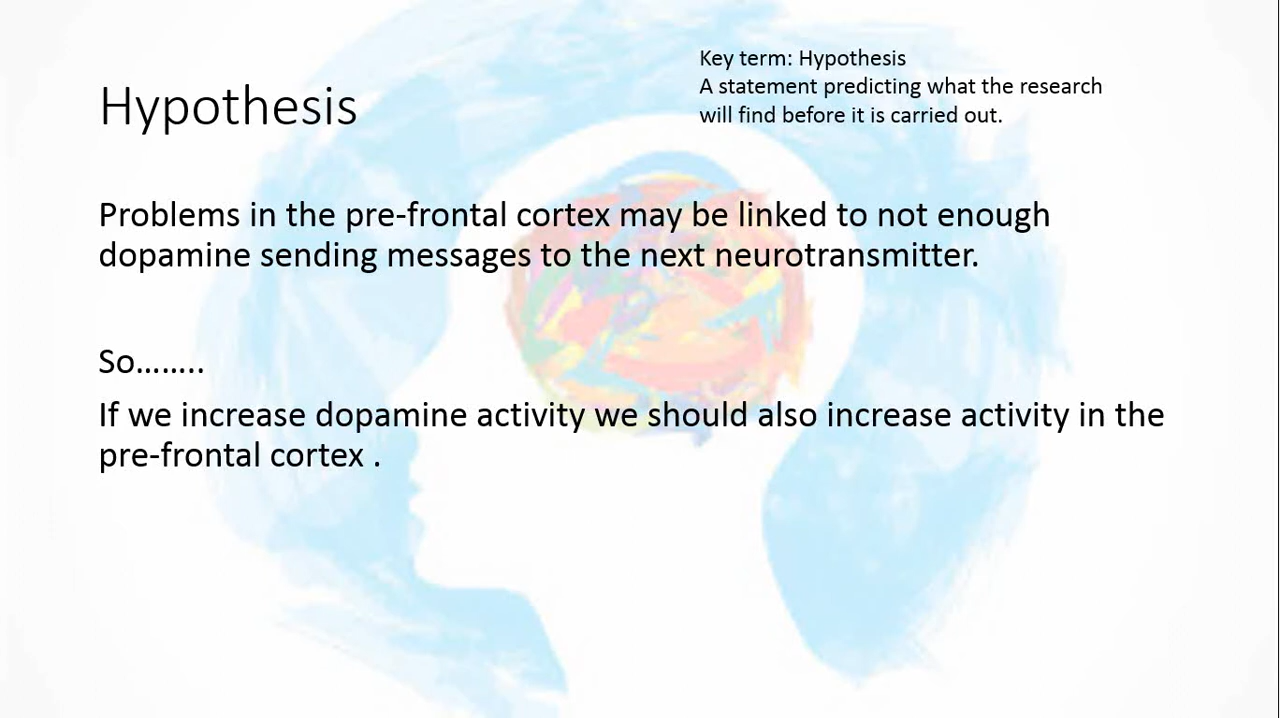 Hypothesis
Key term: Hypothesis
A statement predicting what the research
will find before it is carried out.
Problems in the pre-frontal cortex may be linked to not enough
dopamine sending messages to the next neurotransmitter.
So……..
If we increase dopamine activity we should also increase activity in the
pre-frontal cortex .